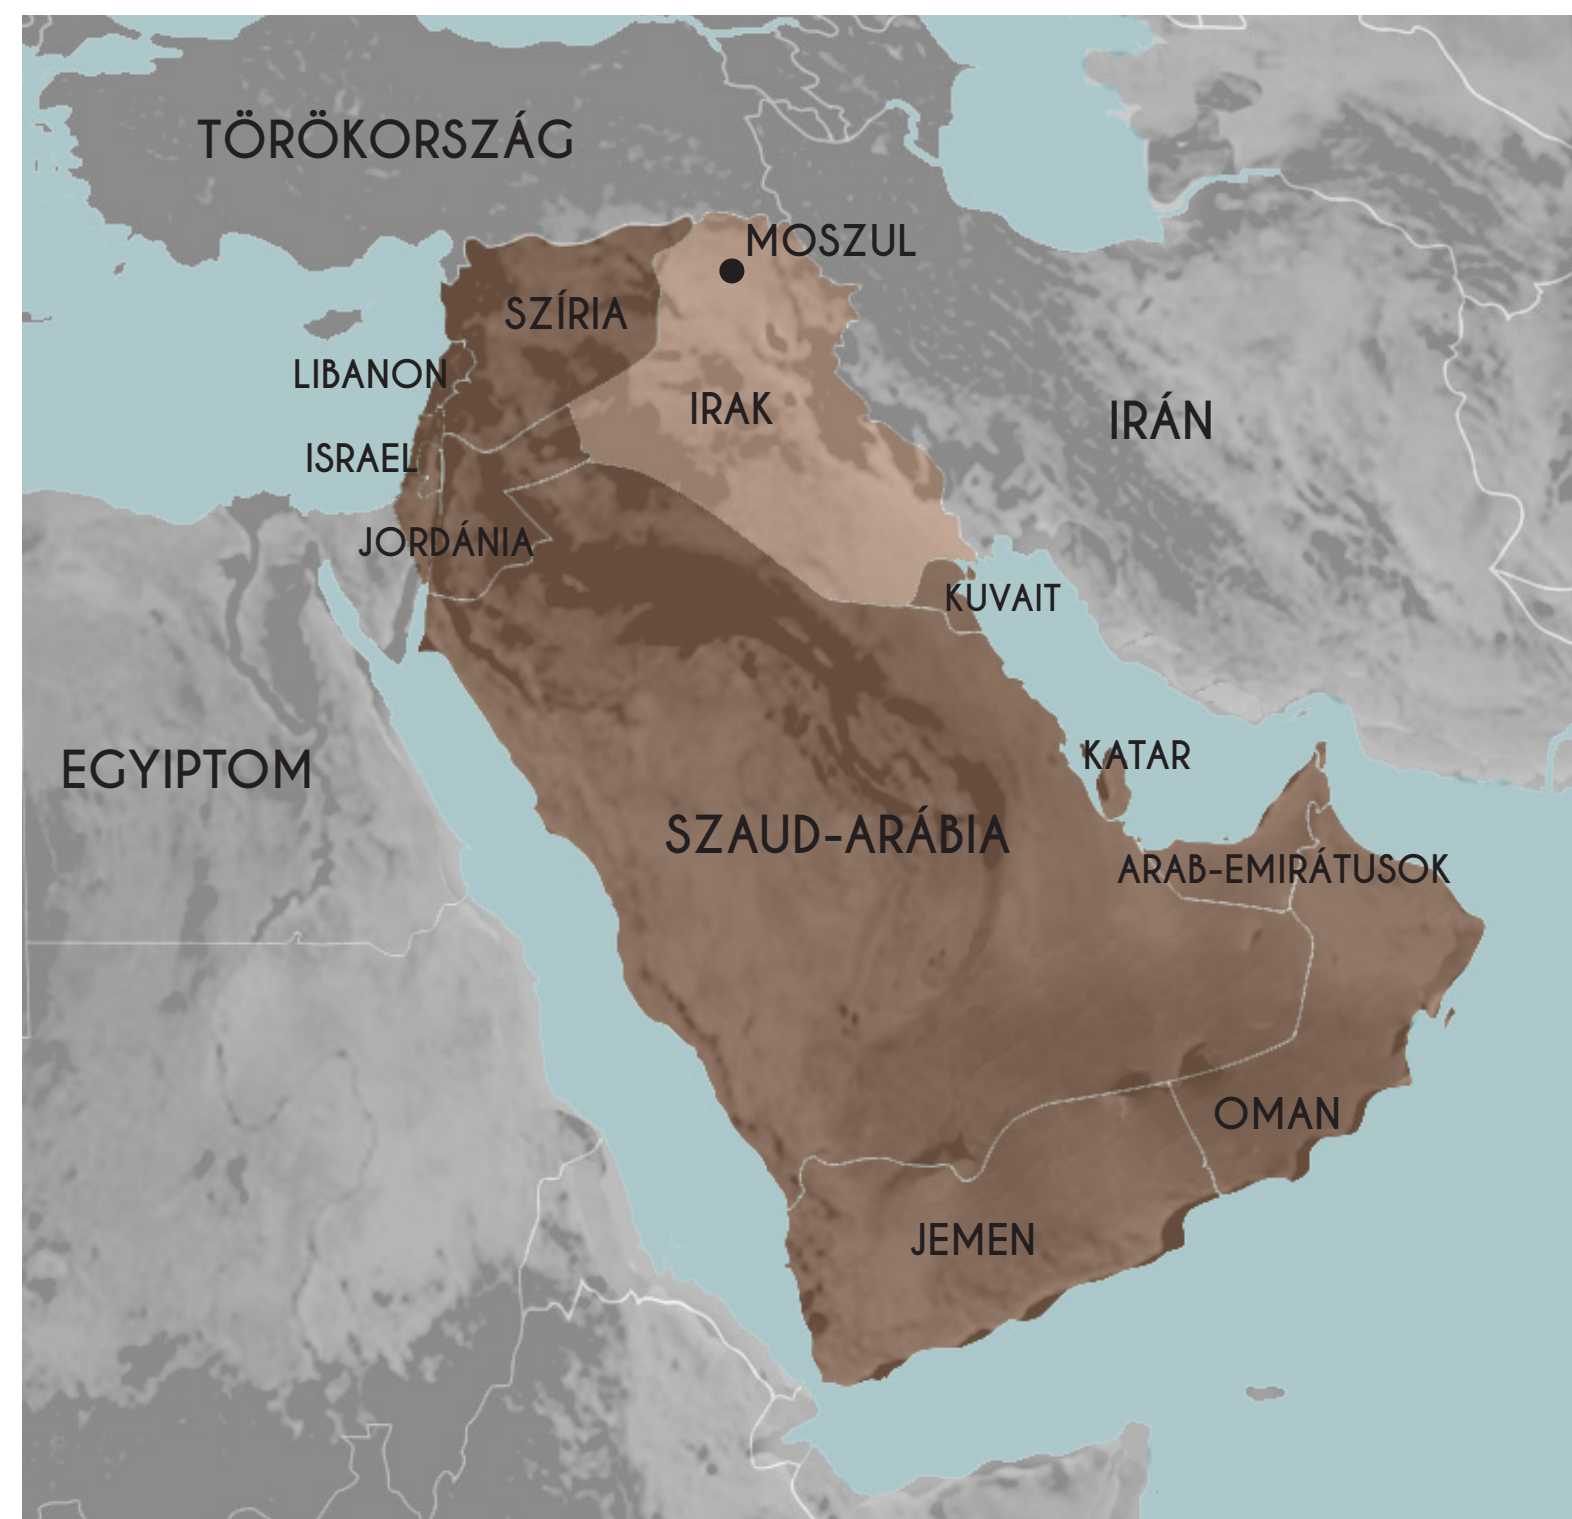 TÖRÖKORSZÁG
MOSZUL
SZÍRIA
LIBANON
IRAK
IRÁN
ISRAEL
JORDÁNIA
KUVAIT
EGYIPTOM
KATAR
SZAUD-ARÁBIA
ARAB-EMIRÁTUSOK
OMAN
JEMEN